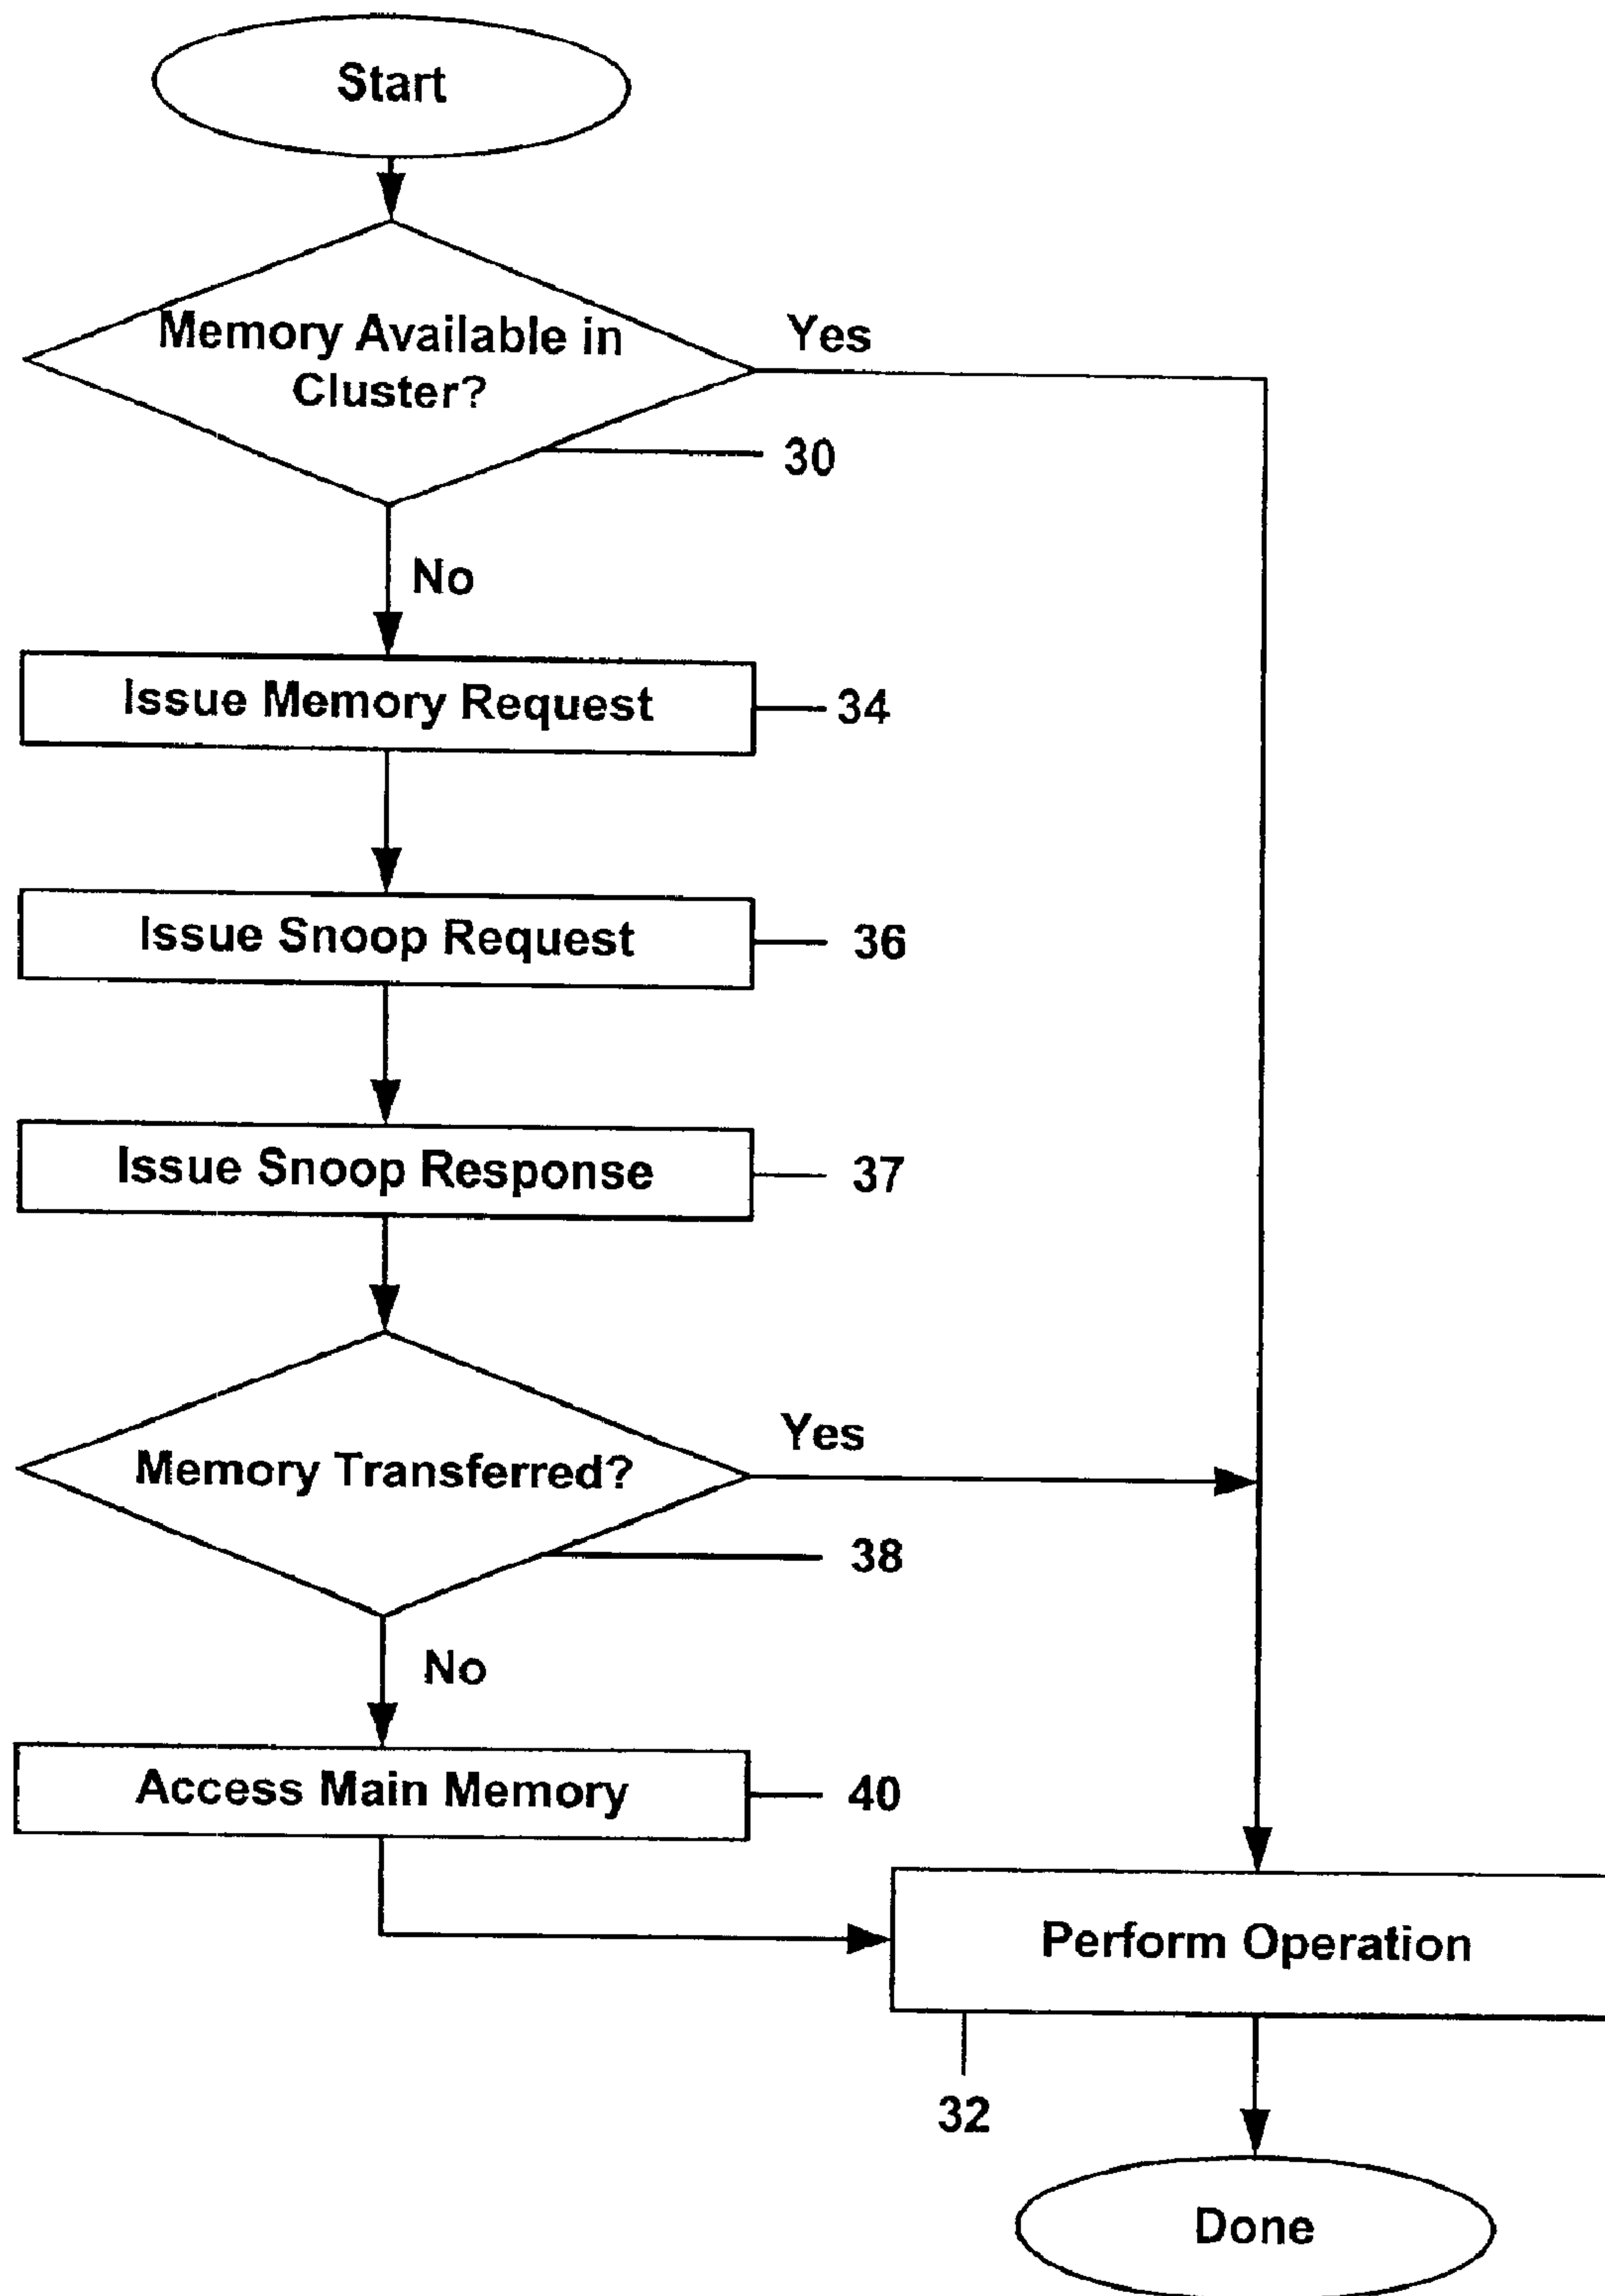 Start
Memory Available in
Cluster?
Yes
30
No
Issue Memory Request
34
Issue Snoop Request
36
Issue Snoop Response
37
Memory Transferred?
Yes
38
No
Access Main Memory
40
Perform Operation
32
Done